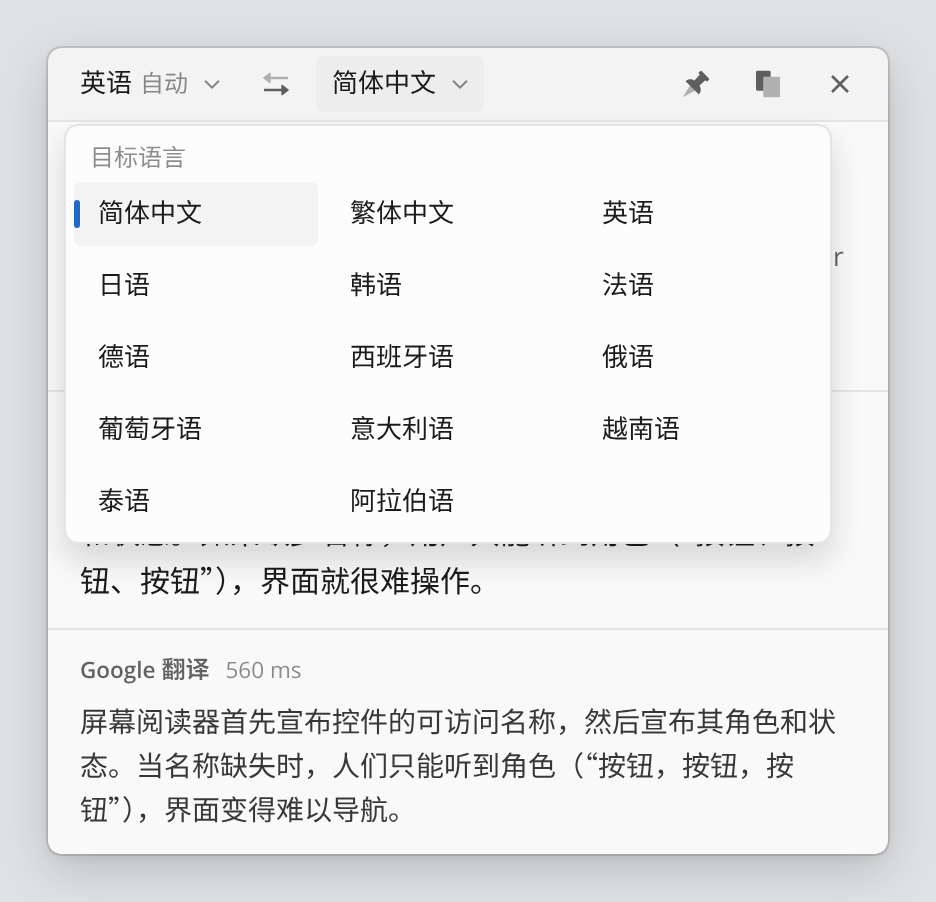 英语 自动
简体中文
目标语言
简体中文 繁体中文 英语
日语 韩语 法语
德语 西班牙语 俄语
葡萄牙语 意大利语 越南语
泰语 阿拉伯语
钮、按钮”），界面就很难操作。
Google 翻译 560 ms
屏幕阅读器首先宣布控件的可访问名称，然后宣布其角色和状
态。当名称缺失时，人们只能听到角色（“按钮，按钮，按
钮”），界面变得难以导航。